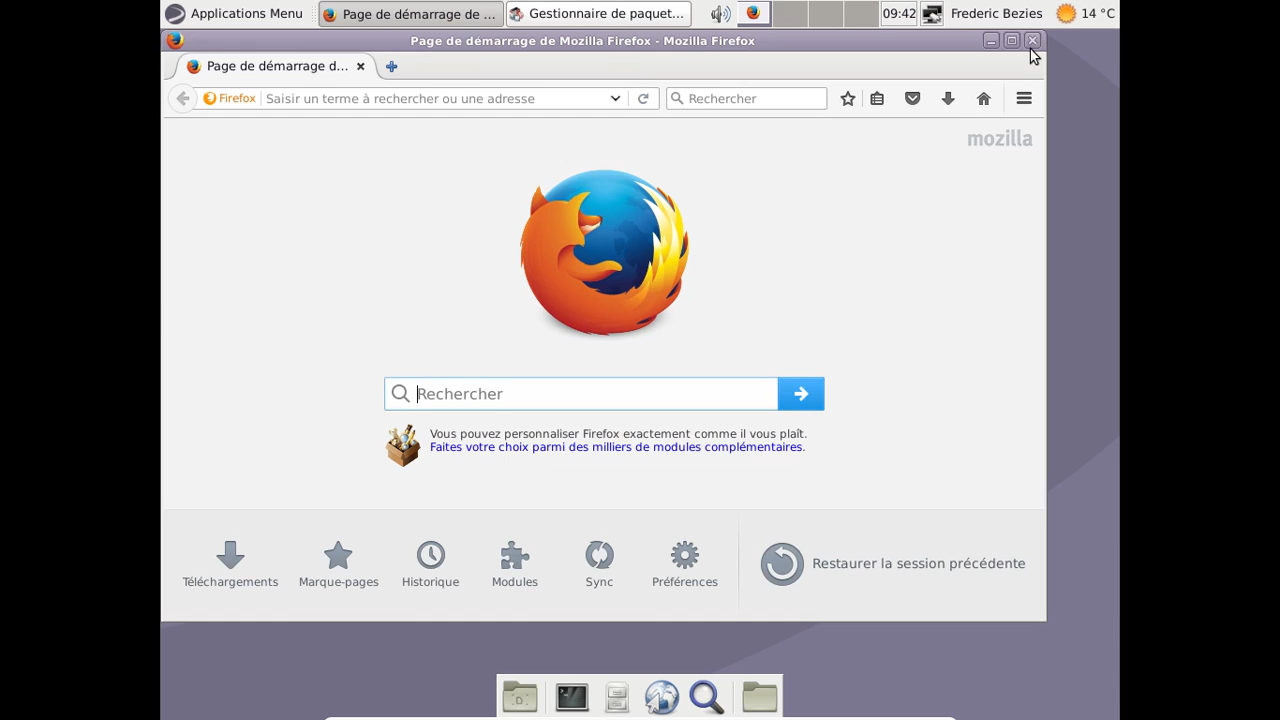 Applications Menu
Page de démarrage de ...
Gestionnaire de paquet...
09:42
Frederic Bezies
14 °C
Page de démarrage de Mozilla Firefox - Mozilla Firefox
Page de démarrage d...
Firefox
Saisir un terme à rechercher ou une adresse
Rechercher
mozilla
Rechercher
Vous pouvez personnaliser Firefox exactement comme il vous plaît.
Faites votre choix parmi des milliers de modules complémentaires.
Téléchargements
Marque-pages
Historique
Modules
Sync
Préférences
Restaurer la session précédente